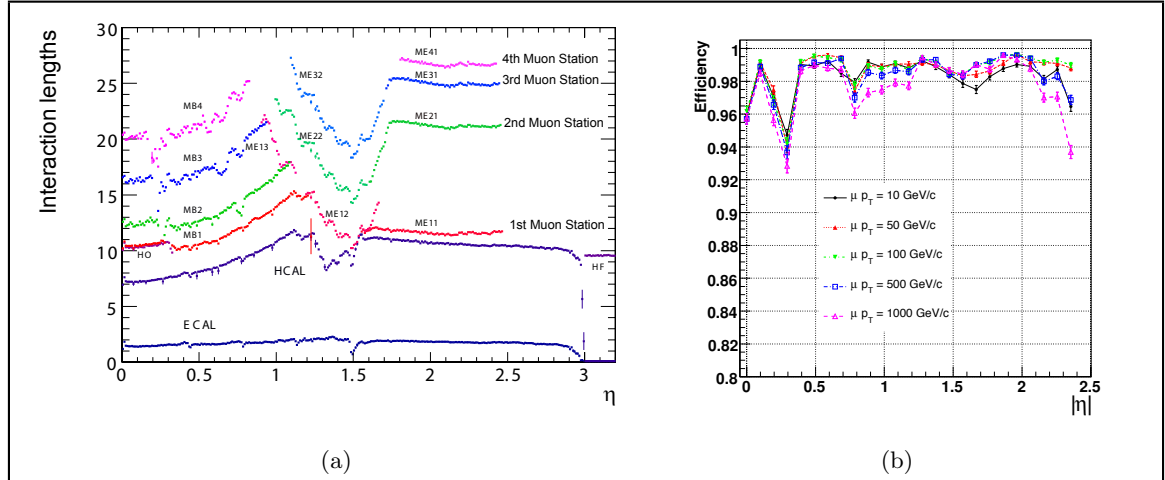 Interaction lengths
30
25
20
15
10
5
0
0
0.5
1
1.5
2
2.5
3
η
ME41
4th Muon Station
ME32
ME31
3rd Muon Station
MB4
ME21
2nd Muon Station
ME22
MB3
ME13
MB2
ME12
ME11
1st Muon Station
MB1
HO
HCAL
HF
ECAL
(a)
Efficiency
1
0.98
0.96
0.94
0.92
0.9
0.88
0.86
0.84
0.82
0.8
μ pT = 10 GeV/c
μ pT = 50 GeV/c
μ pT = 100 GeV/c
μ pT = 500 GeV/c
μ pT = 1000 GeV/c
0
0.5
1
1.5
2
2.5
|η|
(b)